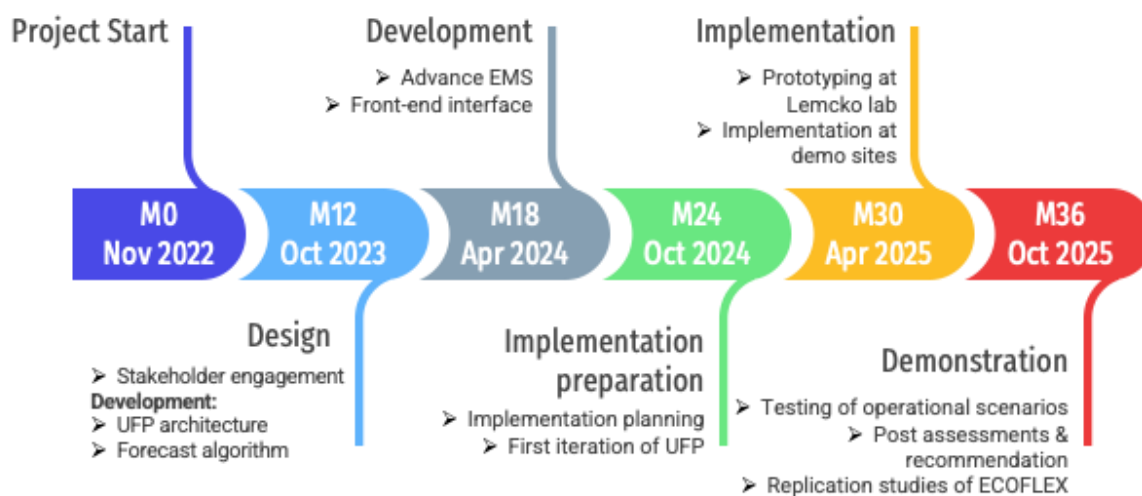 Project Start
Development
➤ Advance EMS
➤ Front-end interface
Implementation
➤ Prototyping at
Lemcko lab
➤ Implementation at
demo sites
M0
Nov 2022
M12
Oct 2023
M18
Apr 2024
M24
Oct 2024
M30
Apr 2025
M36
Oct 2025
Design
➤ Stakeholder engagement
Development:
➤ UFP architecture
➤ Forecast algorithm
Implementation
preparation
➤ Implementation planning
➤ First iteration of UFP
Demonstration
➤ Testing of operational scenarios
➤ Post assessments &
recommendation
➤ Replication studies of ECOFLEX